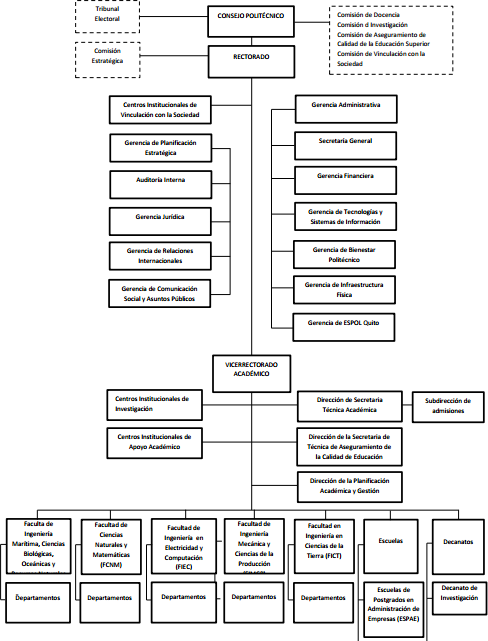 Tribunal
Electoral
CONSEJO POLITÉCNICO
Comisión de Docencia
Comisión d Investigación
Comisión de Aseguramiento de
Calidad de la Educación Superior
Comisión de Vinculación con la
Sociedad
Comisión
Estratégica
RECTORADO
Centros Institucionales de
Vinculación con la Sociedad
Gerencia de Planificación
Estratégica
Auditoría Interna
Gerencia Jurídica
Gerencia de Relaciones
Internacionales
Gerencia de Comunicación
Social y Asuntos Públicos
Gerencia Administrativa
Secretaría General
Gerencia Financiera
Gerencia de Tecnologías y
Sistemas de Información
Gerencia de Bienestar
Politécnico
Gerencia de Infraestructura
Física
Gerencia de ESPOL Quito
VICERRECTORADO
ACADÉMICO
Centros Institucionales de
Investigación
Dirección de Secretaría
Técnica Académica
Subdirección de
admisiones
Centros Institucionales de
Apoyo Académico
Dirección de la Secretaria de
Técnica de Aseguramiento de
la Calidad de Educación
Dirección de la Planificación
Académica y Gestión
Faculta de
Ingeniería
Marítima, Ciencias
Biológicas,
Oceánicas y
Facultad de
Ciencias
Naturales y
Matemáticas
(FCNM)
Facultad de
Ingeniería en
Electricidad y
Computación
(FIEC)
Facultad de
Ingeniería
Mecánica y
Ciencias de la
Producción
Facultad en
Ingeniería en
Ciencias de la
Tierra (FICT)
Escuelas
Decanatos
Departamentos
Departamentos
Departamentos
Departamentos
Departamentos
Escuelas de
Postgrados en
Administración de
Empresas (ESPAE)
Decanato de
Investigación